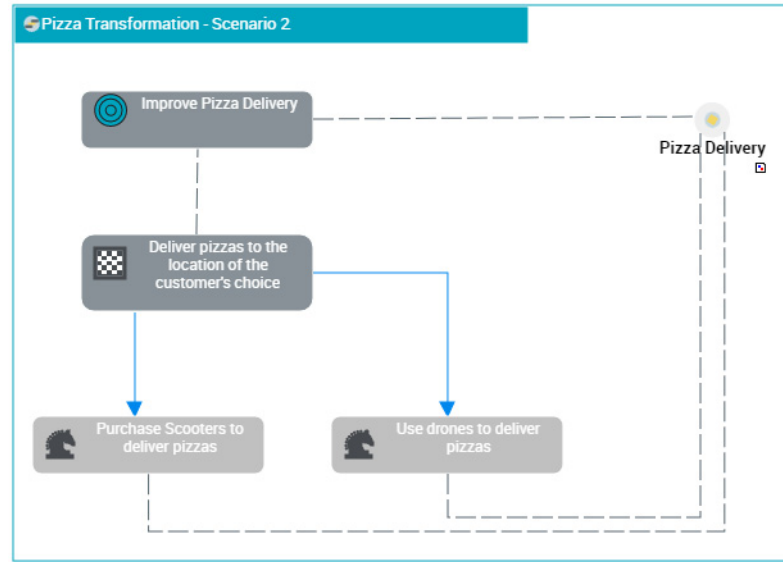 Pizza Transformation - Scenario 2
Improve Pizza Delivery
Pizza Delivery
Deliver pizzas to the
location of the
customer's choice
Purchase Scooters to
deliver pizzas
Use drones to deliver
pizzas